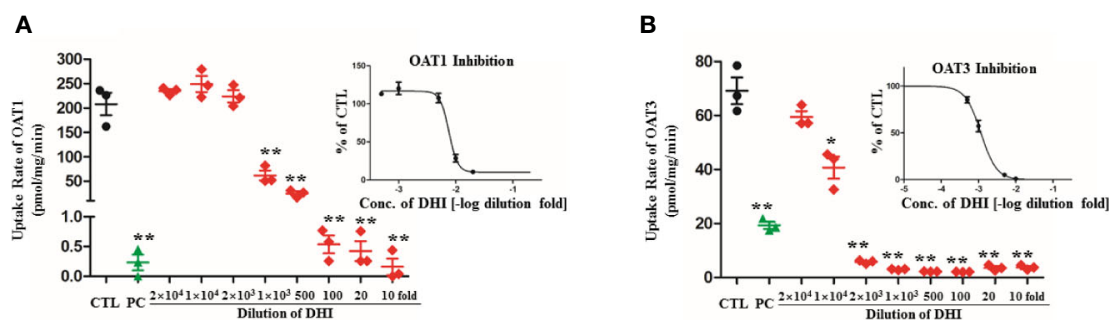 A
Uptake Rate of OAT1
(pmol/mg/min)
300
250
200
150
100
50
1.0
0.5
0.0
**
**
**
**
**
**
OAT1 Inhibition
% of CTL
150
100
50
0
-3
-2
-1
Conc. of DHI [-log dilution fold]
CTL PC 2×10⁴ 1×10⁴ 2×10³ 1×10³ 500 100 20 10 fold
Dilution of DHI
B
Uptake Rate of OAT3
(pmol/mg/min)
80
60
40
20
0
**
*
** ** ** ** ** **
OAT3 Inhibition
% of CTL
100
50
0
-5 -4 -3 -2 -1 0
Conc. of DHI [-log dilution fold]
CTL PC 2×10⁴ 1×10⁴ 2×10³ 1×10³ 500 100 20 10 fold
Dilution of DHI